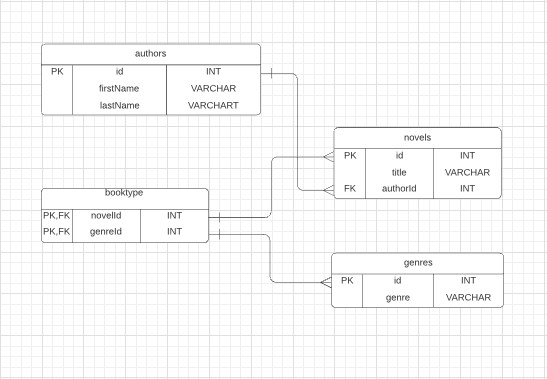 authors
PK id INT
firstName VARCHAR
lastName VARCHART
novels
PK id INT
title VARCHAR
FK authorId INT
booktype
PK,FK novelId INT
PK,FK genreId INT
genres
PK id INT
genre VARCHAR